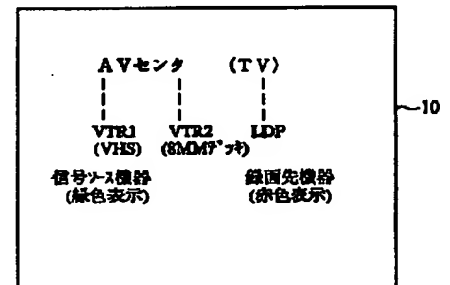 AVセンタ (TV)
VTR1 VTR2 LDP
(VHS) (8MMデッキ)
信号ソース機器 録画先機器
(緑色表示) (赤色表示)
10